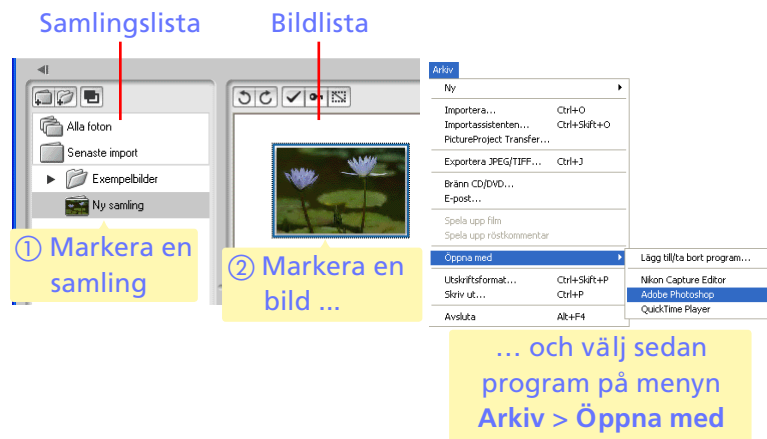 Samlingslista
Bildlista
Alla foton
Senaste import
Exempelbilder
Ny samling
① Markera en
samling
② Markera en
bild ...
Arkiv
Ny
Importera... Ctrl+O
Importassistenten... Ctrl+Skift+O
PictureProject Transfer...
Exportera JPEG/TIFF... Ctrl+J
Bränn CD/DVD...
E-post...
Spela upp film
Spela upp röstkommentar
Öppna med
Utskriftsformat... Ctrl+Skift+P
Skriv ut... Ctrl+P
Avsluta Alt+F4
Lägg till/ta bort program...
Nikon Capture Editor
Adobe Photoshop
QuickTime Player
... och välj sedan
program på menyn
Arkiv > Öppna med